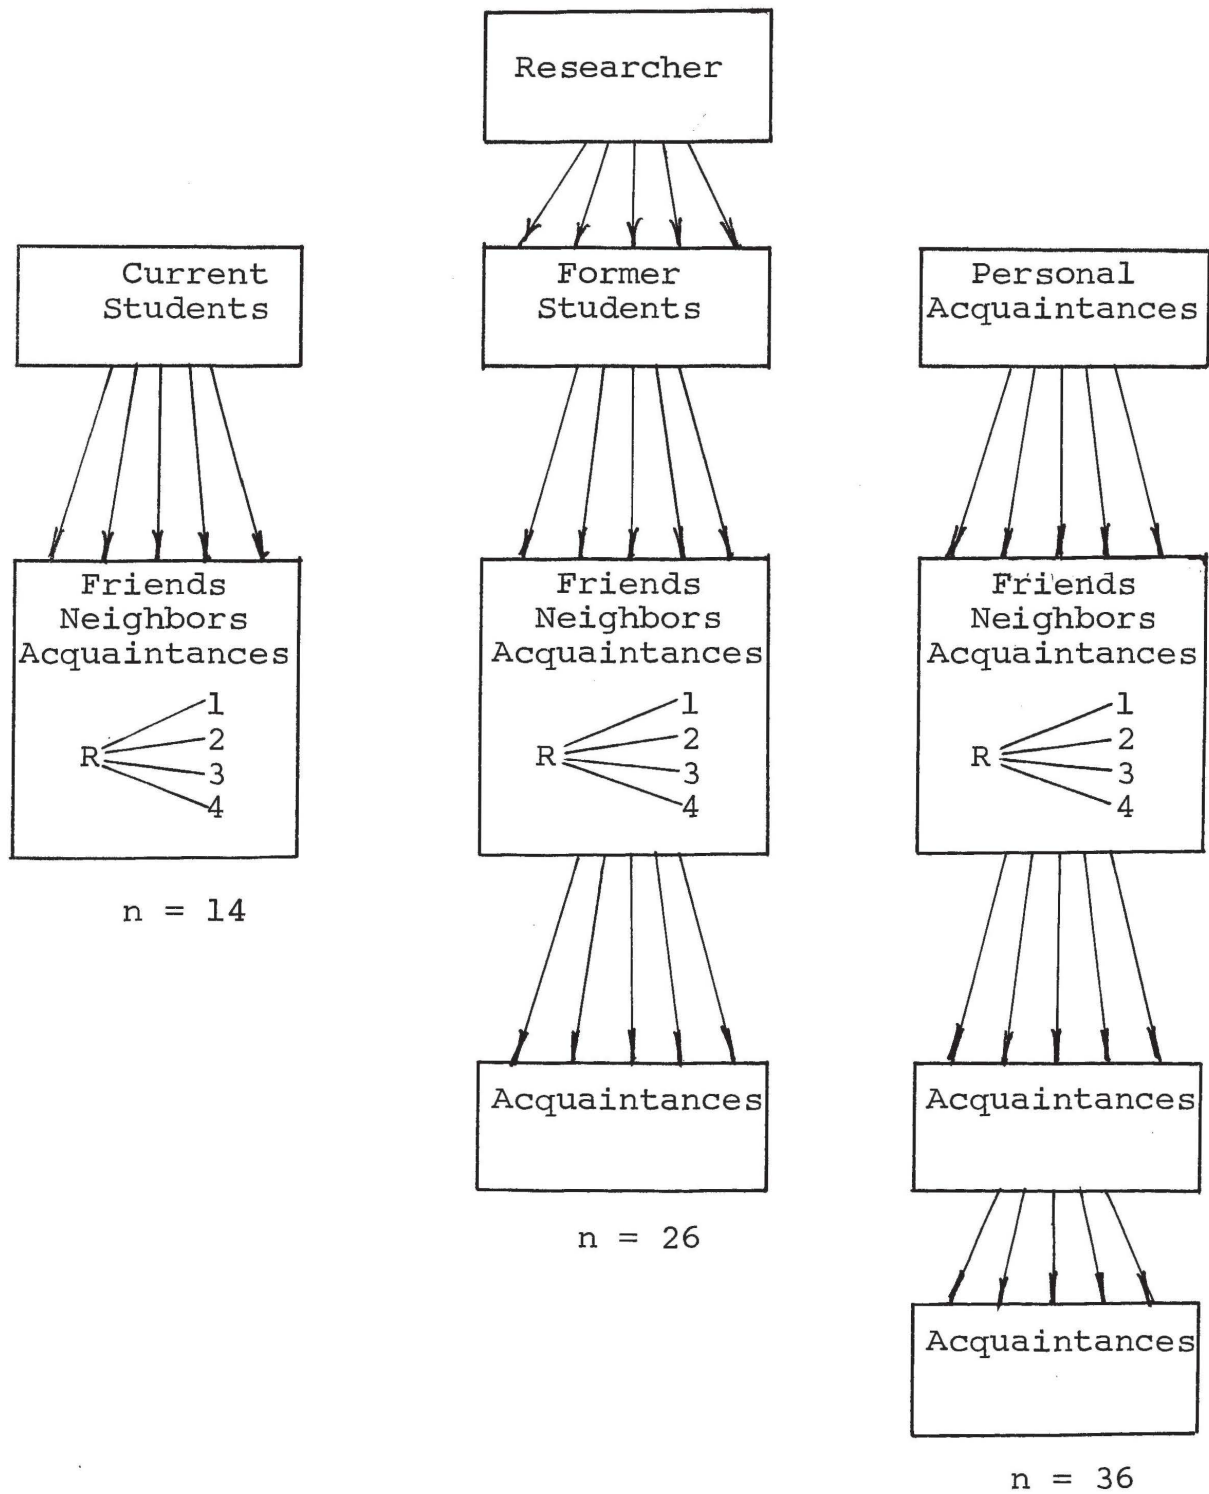 Researcher
Current
Students
Former
Students
Personal
Acquaintances
Friends
Neighbors
Acquaintances
R
1
2
3
4
n = 14
Friends
Neighbors
Acquaintances
R
1
2
3
4
Acquaintances
n = 26
Friends
Neighbors
Acquaintances
R
1
2
3
4
Acquaintances
Acquaintances
n = 36